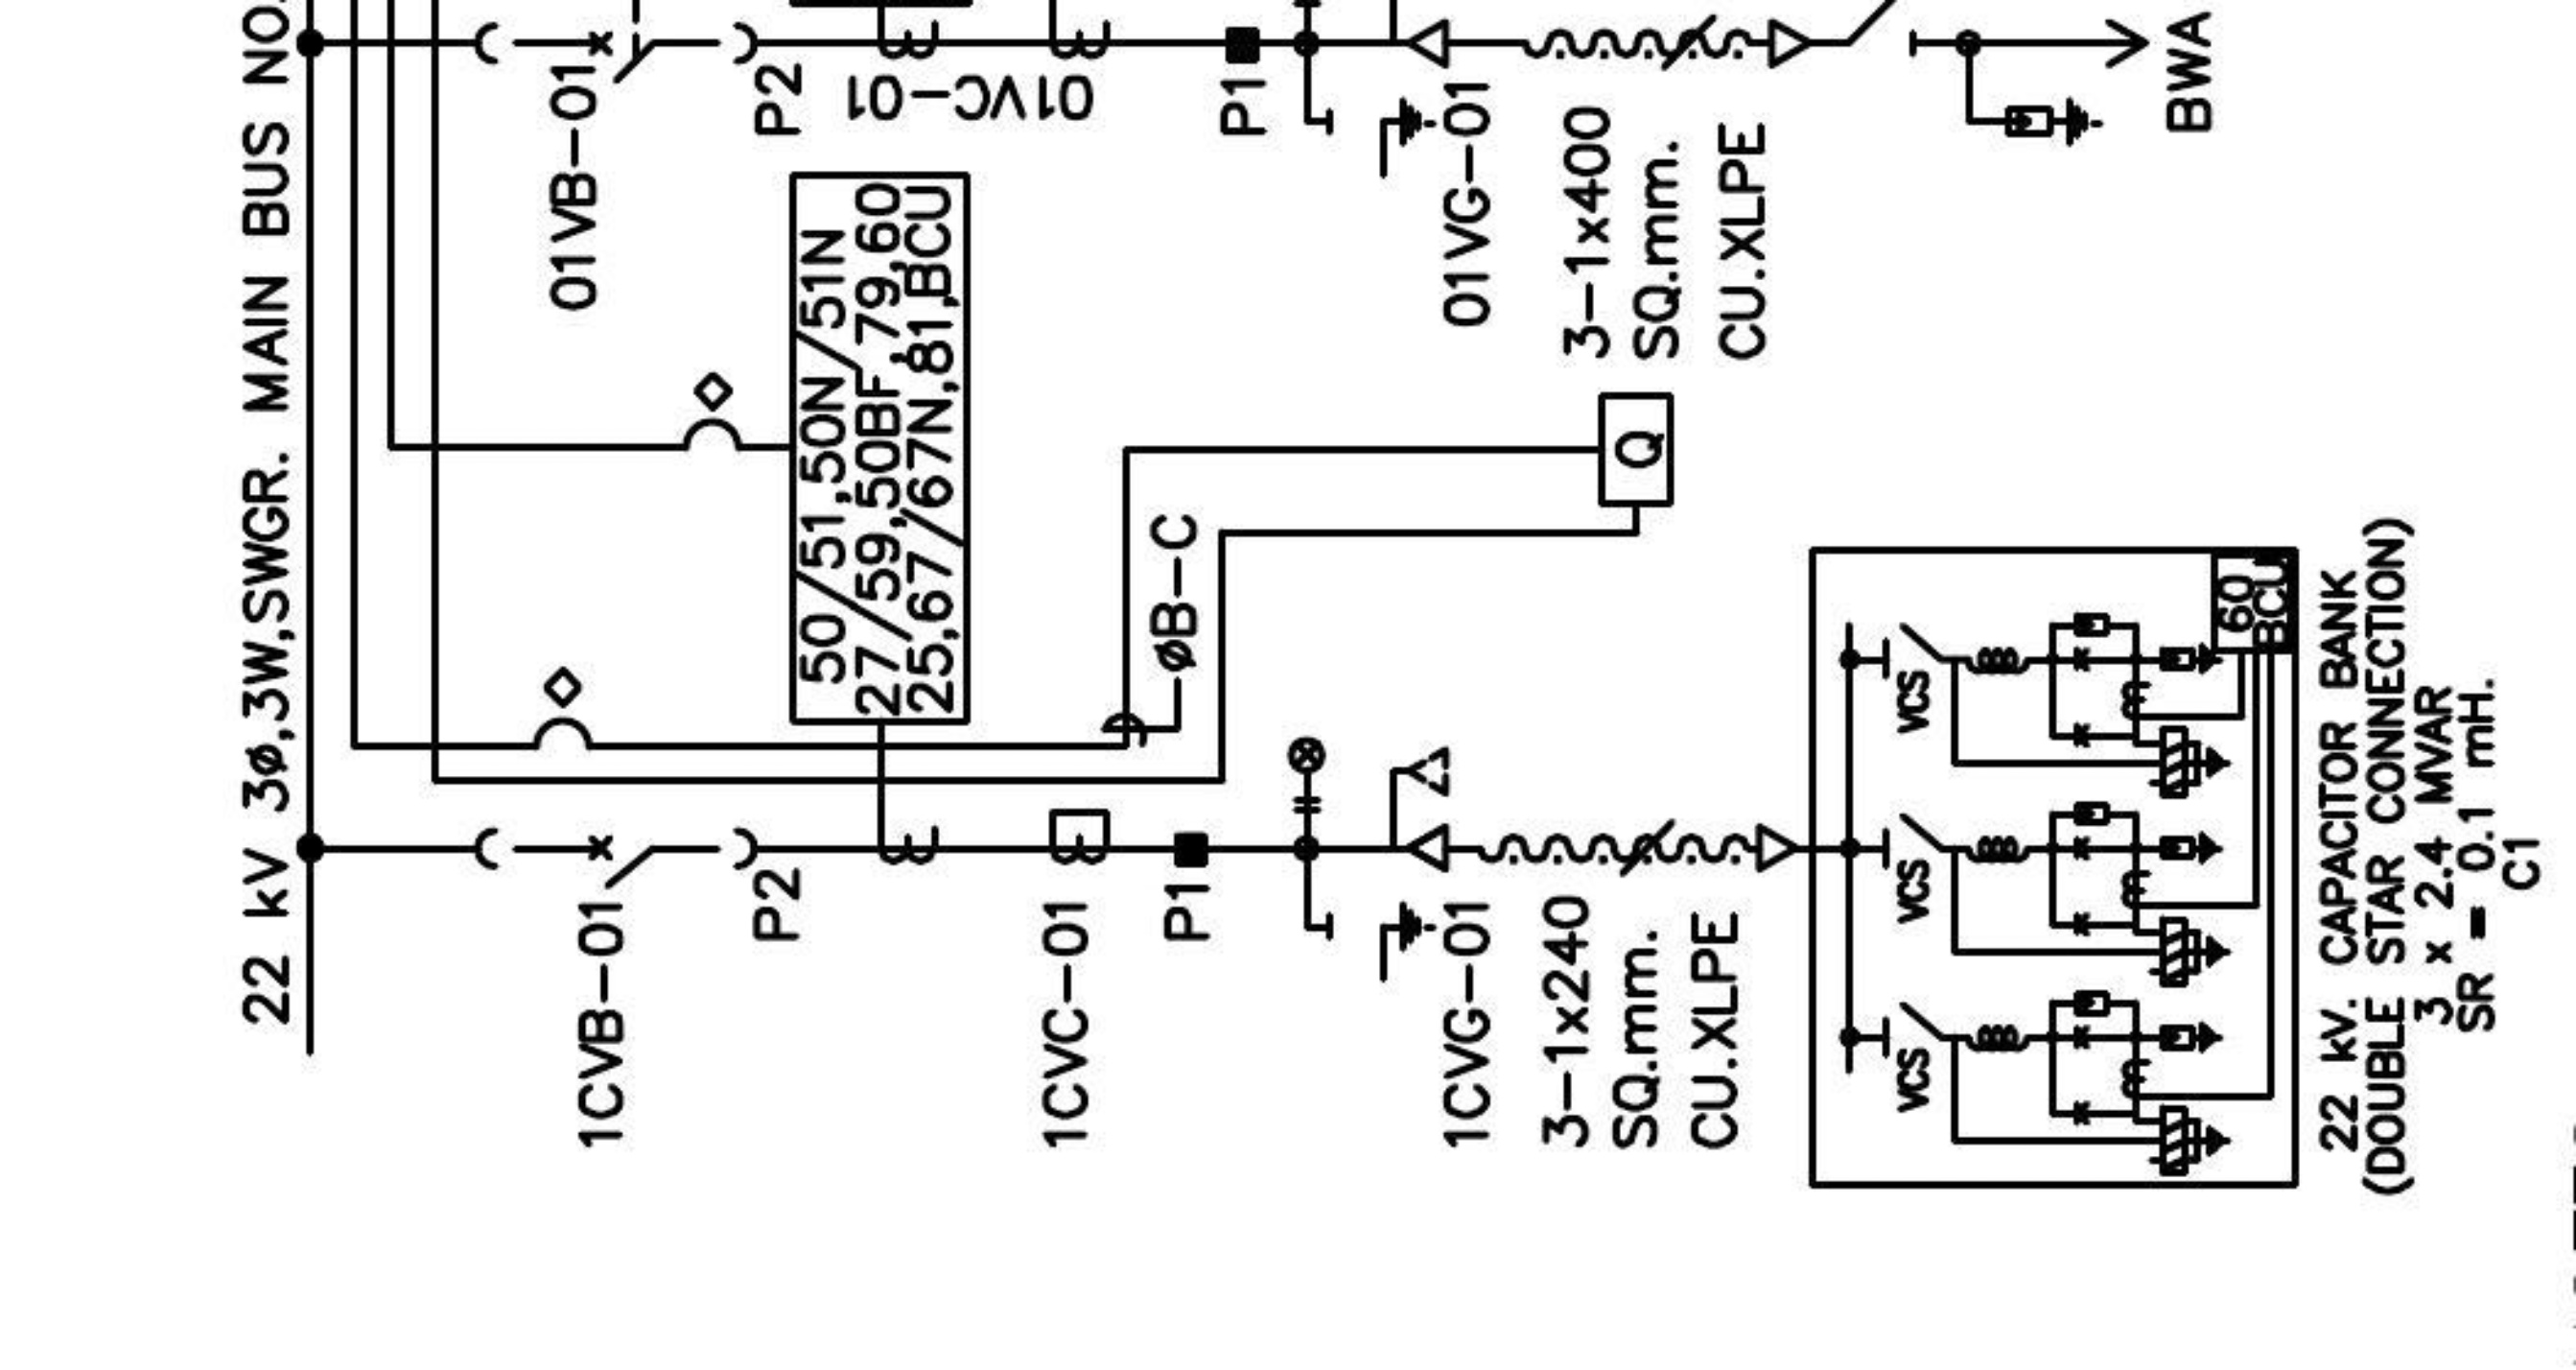 22 kV 3ø,3W,SWGR. MAIN BUS NO.
01VB-01
P2
01VC-01
P1
01VG-01
3-1x400
SQ.mm.
CU.XLPE
BWA
50/51,50N/51N
27/59,50BF,79,60
25,67/67N,81,BCU
øB-C
Q
1CVB-01
P2
1CVC-01
P1
1CVG-01
3-1x240
SQ.mm.
CU.XLPE
VCS
VCS
VCS
60
BCU
22 kV. CAPACITOR BANK
(DOUBLE STAR CONNECTION)
3 x 2.4 MVAR
SR = 0.1 mH.
C1